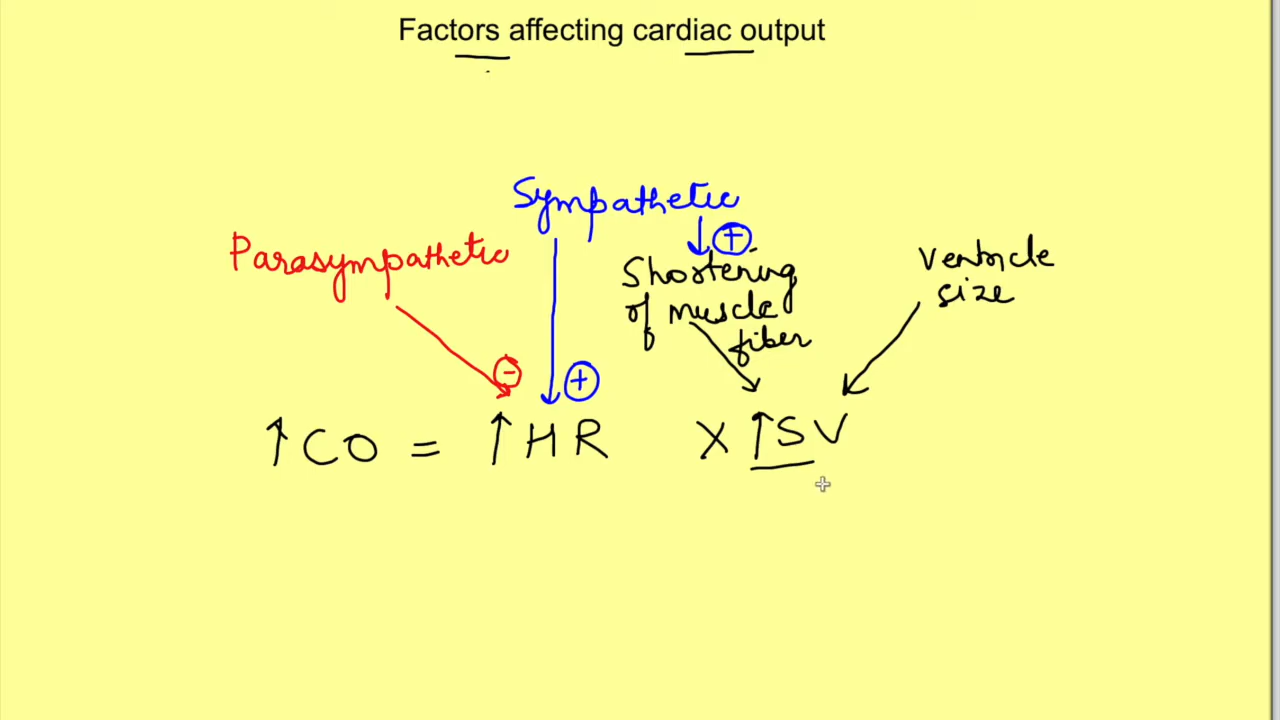 Factors affecting cardiac output
Sympathetic
+
Parasympathetic
Shortening
of muscle
fiber
Ventricle
size
-
+
↑CO = ↑HR X ↑SV